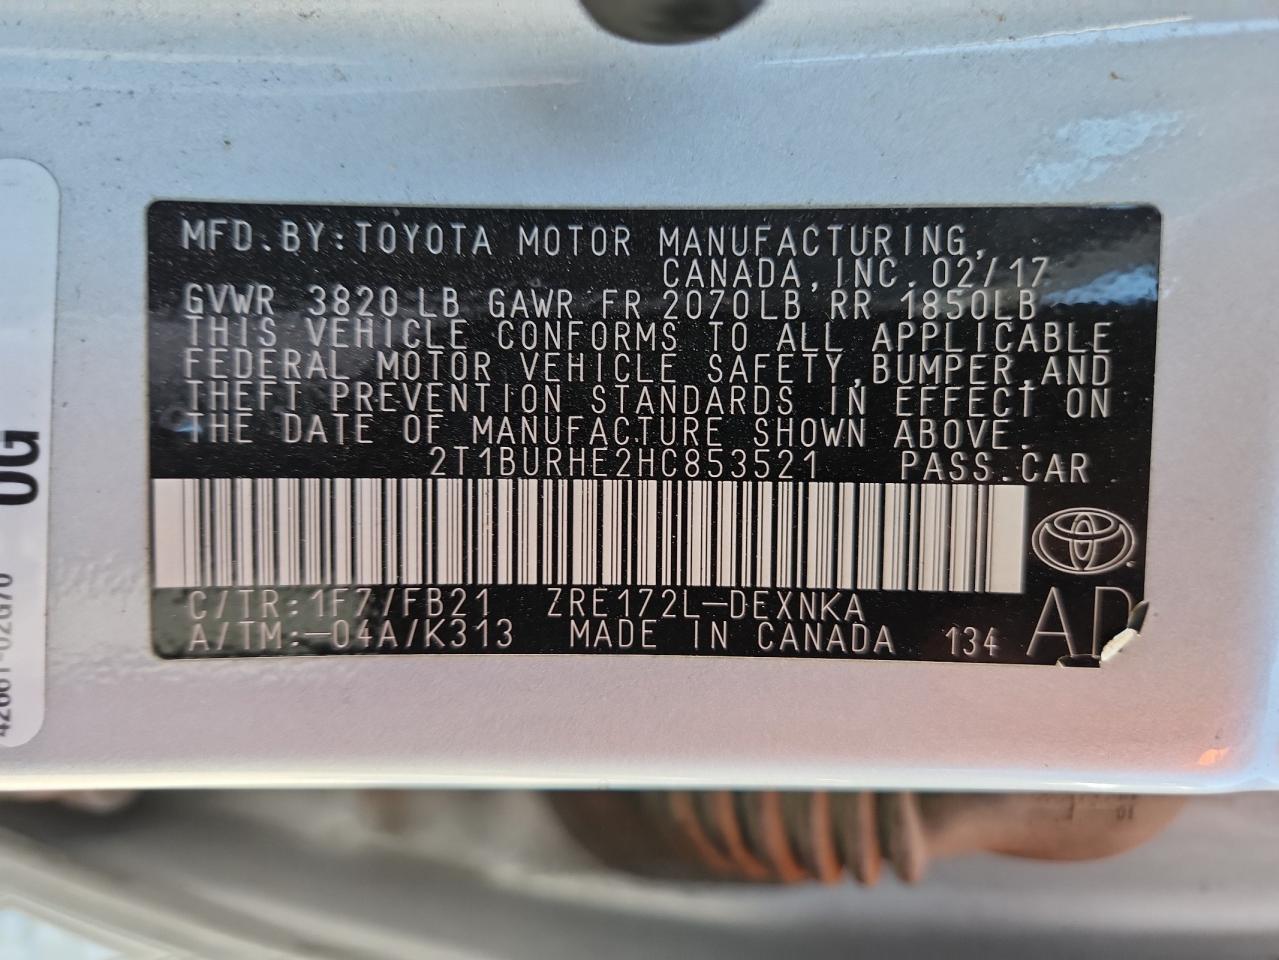 MFD.BY:TOYOTA MOTOR MANUFACTURING,
CANADA,INC. 02/17
GVWR 3820LB GAWR FR 2070LB RR 1850LB
THIS VEHICLE CONFORMS TO ALL APPLICABLE
FEDERAL MOTOR VEHICLE SAFETY,BUMPER,AND
THEFT PREVENTION STANDARDS IN EFFECT ON
THE DATE OF MANUFACTURE SHOWN ABOVE.
2T1BURHE2HC853521 PASS.CAR
C/TR:1F7/FB21 ZRE172L-DEXNKA
A/TM:-04A/K313 MADE IN CANADA 134
0G